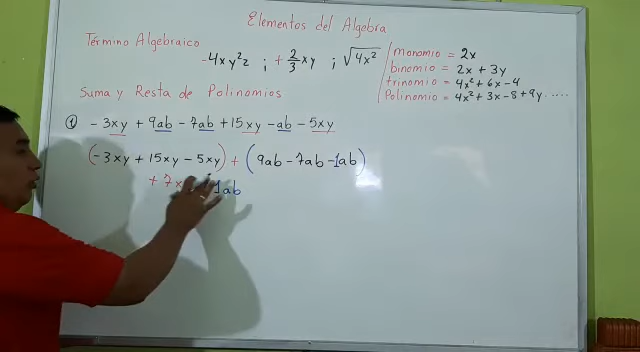 Elementos del Algebra
Término Algebraico
-4xy²z ; + 2/3 xy ; √4x²
monomio = 2x
binomio = 2x + 3y
trinomio = 4x² + 6x - 4
Polinomio = 4x² + 3x - 8 + 9y ....
Suma y Resta de Polinomios
① - 3xy + 9ab - 7ab + 15xy - ab - 5xy
(-3xy + 15xy - 5xy) + (9ab - 7ab - 1ab)
+ 7x 1ab